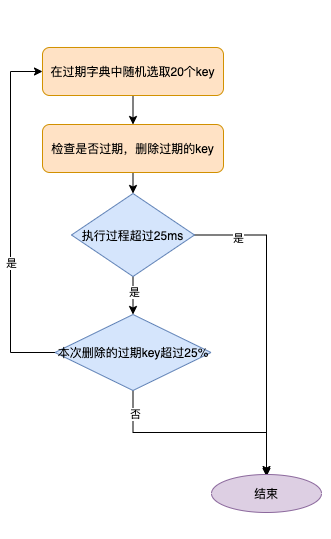 在过期字典中随机选取20个key
检查是否过期，删除过期的key
执行过程超过25ms
是
是
是
本次删除的过期key超过25%
否
结束